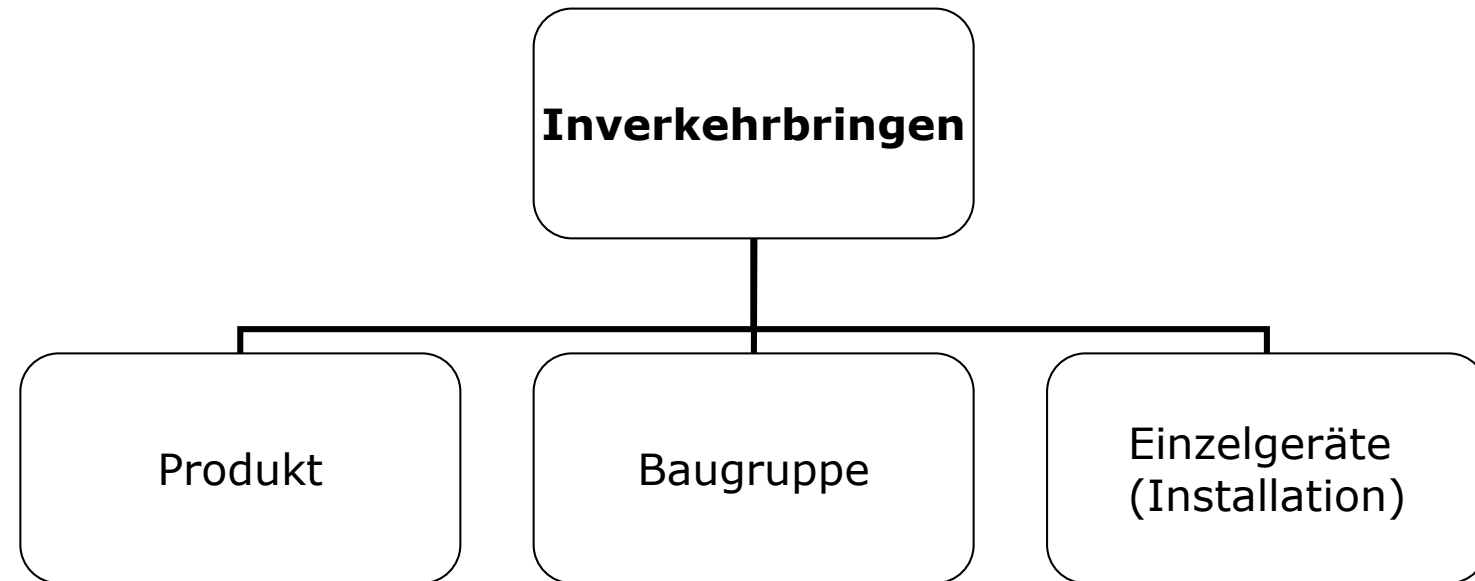 Inverkehrbringen
Produkt
Baugruppe
Einzelgeräte
(Installation)